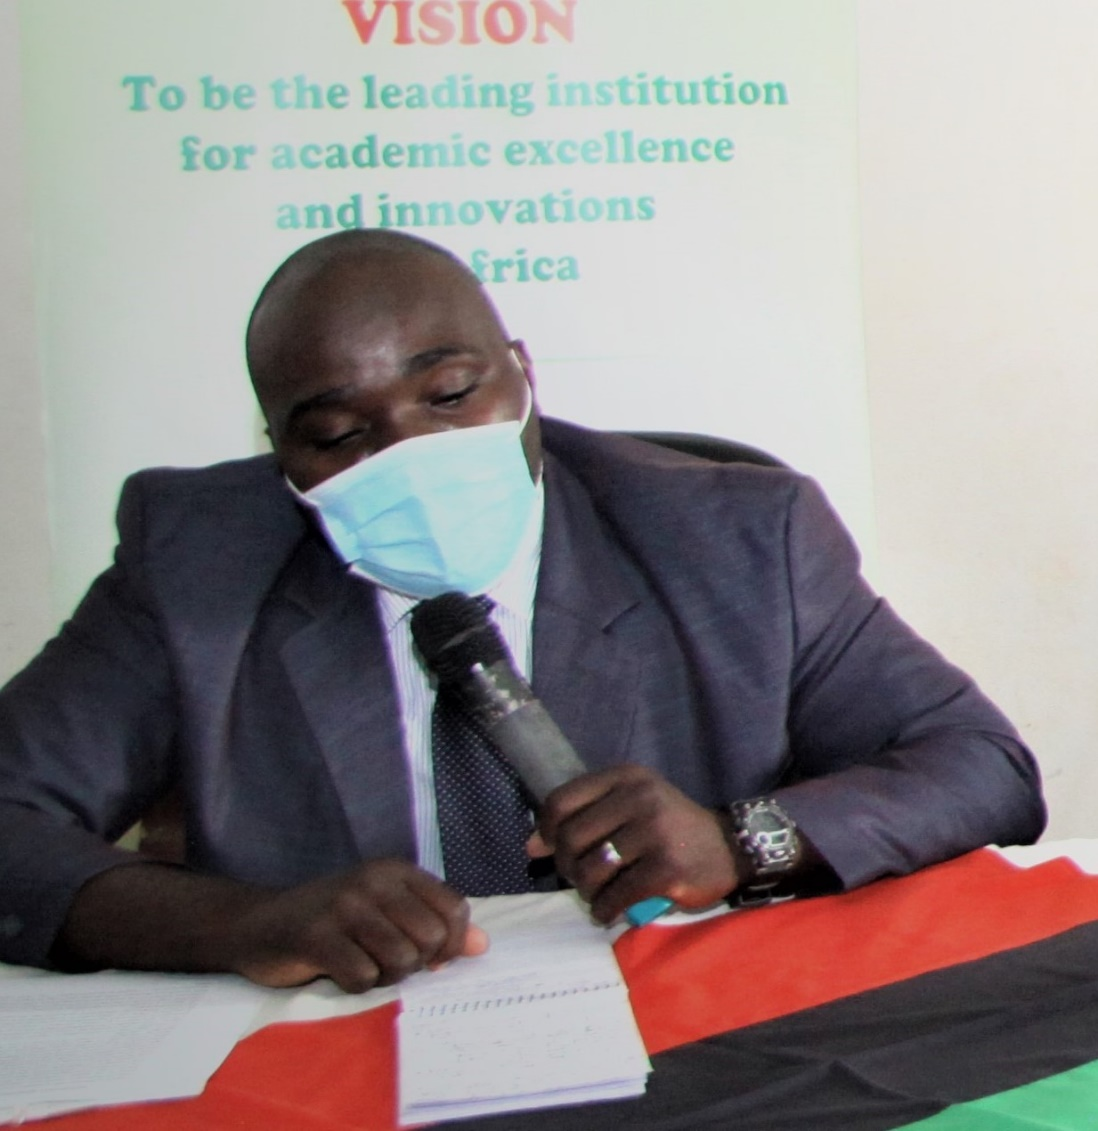 VISION
To be the leading institution
for academic excellence
and innovations
frica